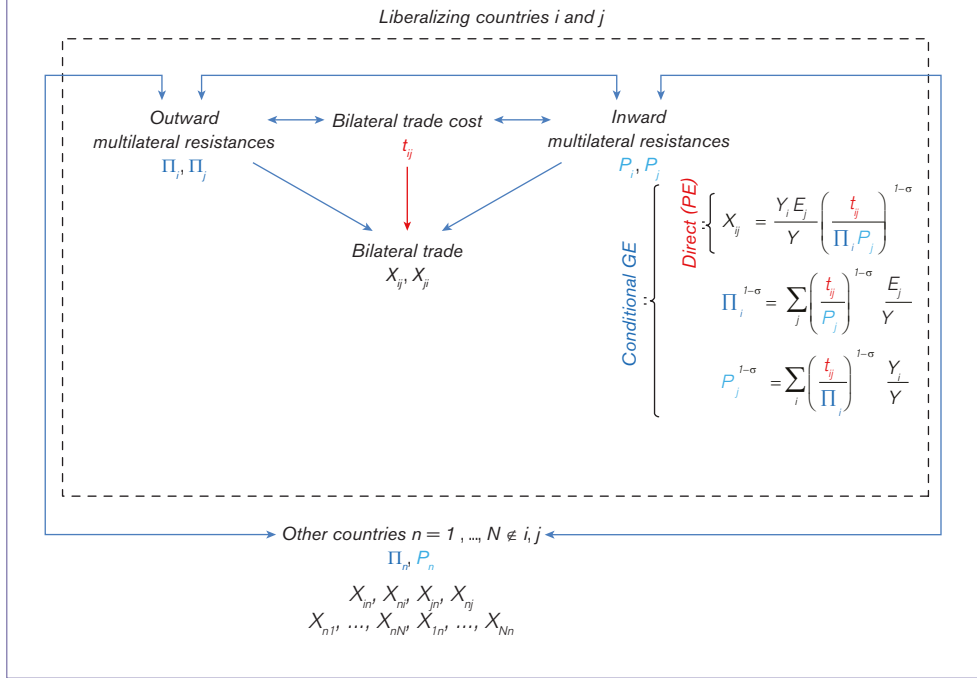 Liberalizing countries i and j
Outward
multilateral resistances
Π_i, Π_j
Bilateral trade cost
t_ij
Inward
multilateral resistances
P_i, P_j
Bilateral trade
X_ij, X_ji
Conditional GE
Direct (PE)
X_ij = Y_i E_j / Y ( t_ij / Π_i P_j )^1-σ
Π_i^1-σ = ∑_j ( t_ij / P_j )^1-σ E_j / Y
P_j^1-σ = ∑_i ( t_ij / Π_i )^1-σ Y_i / Y
Other countries n = 1 , ..., N ∉ i, j
Π_n, P_n
X_in, X_ni, X_jn, X_nj
X_n1, ..., X_nN, X_1n, ..., X_Nn